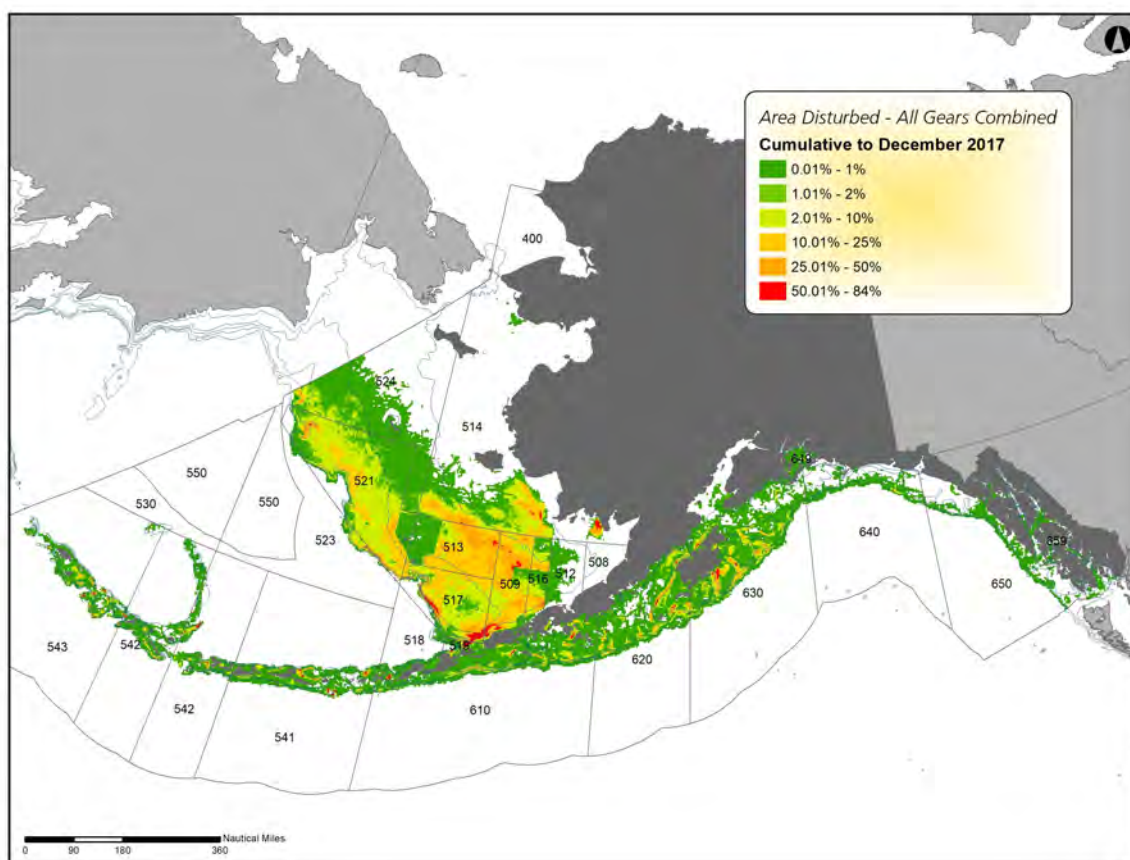 Area Disturbed - All Gears Combined
Cumulative to December 2017
0.01% - 1%
1.01% - 2%
2.01% - 10%
10.01% - 25%
25.01% - 50%
50.01% - 84%
400
524
514
550
521
530
550
523
513
509
516
512
508
517
518
519
543
542
542
541
610
620
630
649
640
650
659
Nautical Miles
0 90 180 360